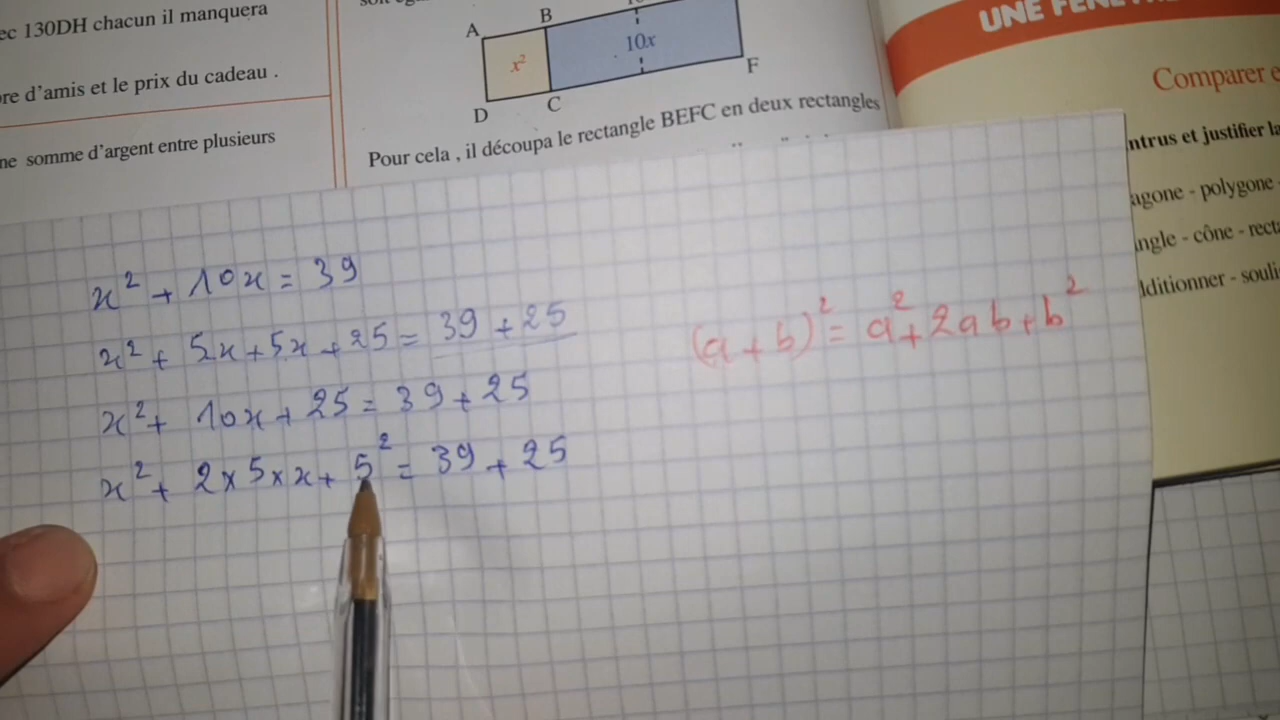 ec 130DH chacun il manquera
re d'amis et le prix du cadeau .
ne somme d'argent entre plusieurs
A
B
x²
10x
D
C
F
Pour cela , il découpa le rectangle BEFC en deux rectangles
UNE
Comparer
ntrus et justifier la
agone - polygone -
ngle - cône - rect
dditionner - souli
x² + 10x = 39
x² + 5x + 5x + 25 = 39 + 25
x² + 10x + 25 = 39 + 25
x² + 2 × 5 × x + 5² = 39 + 25
(a + b)² = a² + 2ab + b²